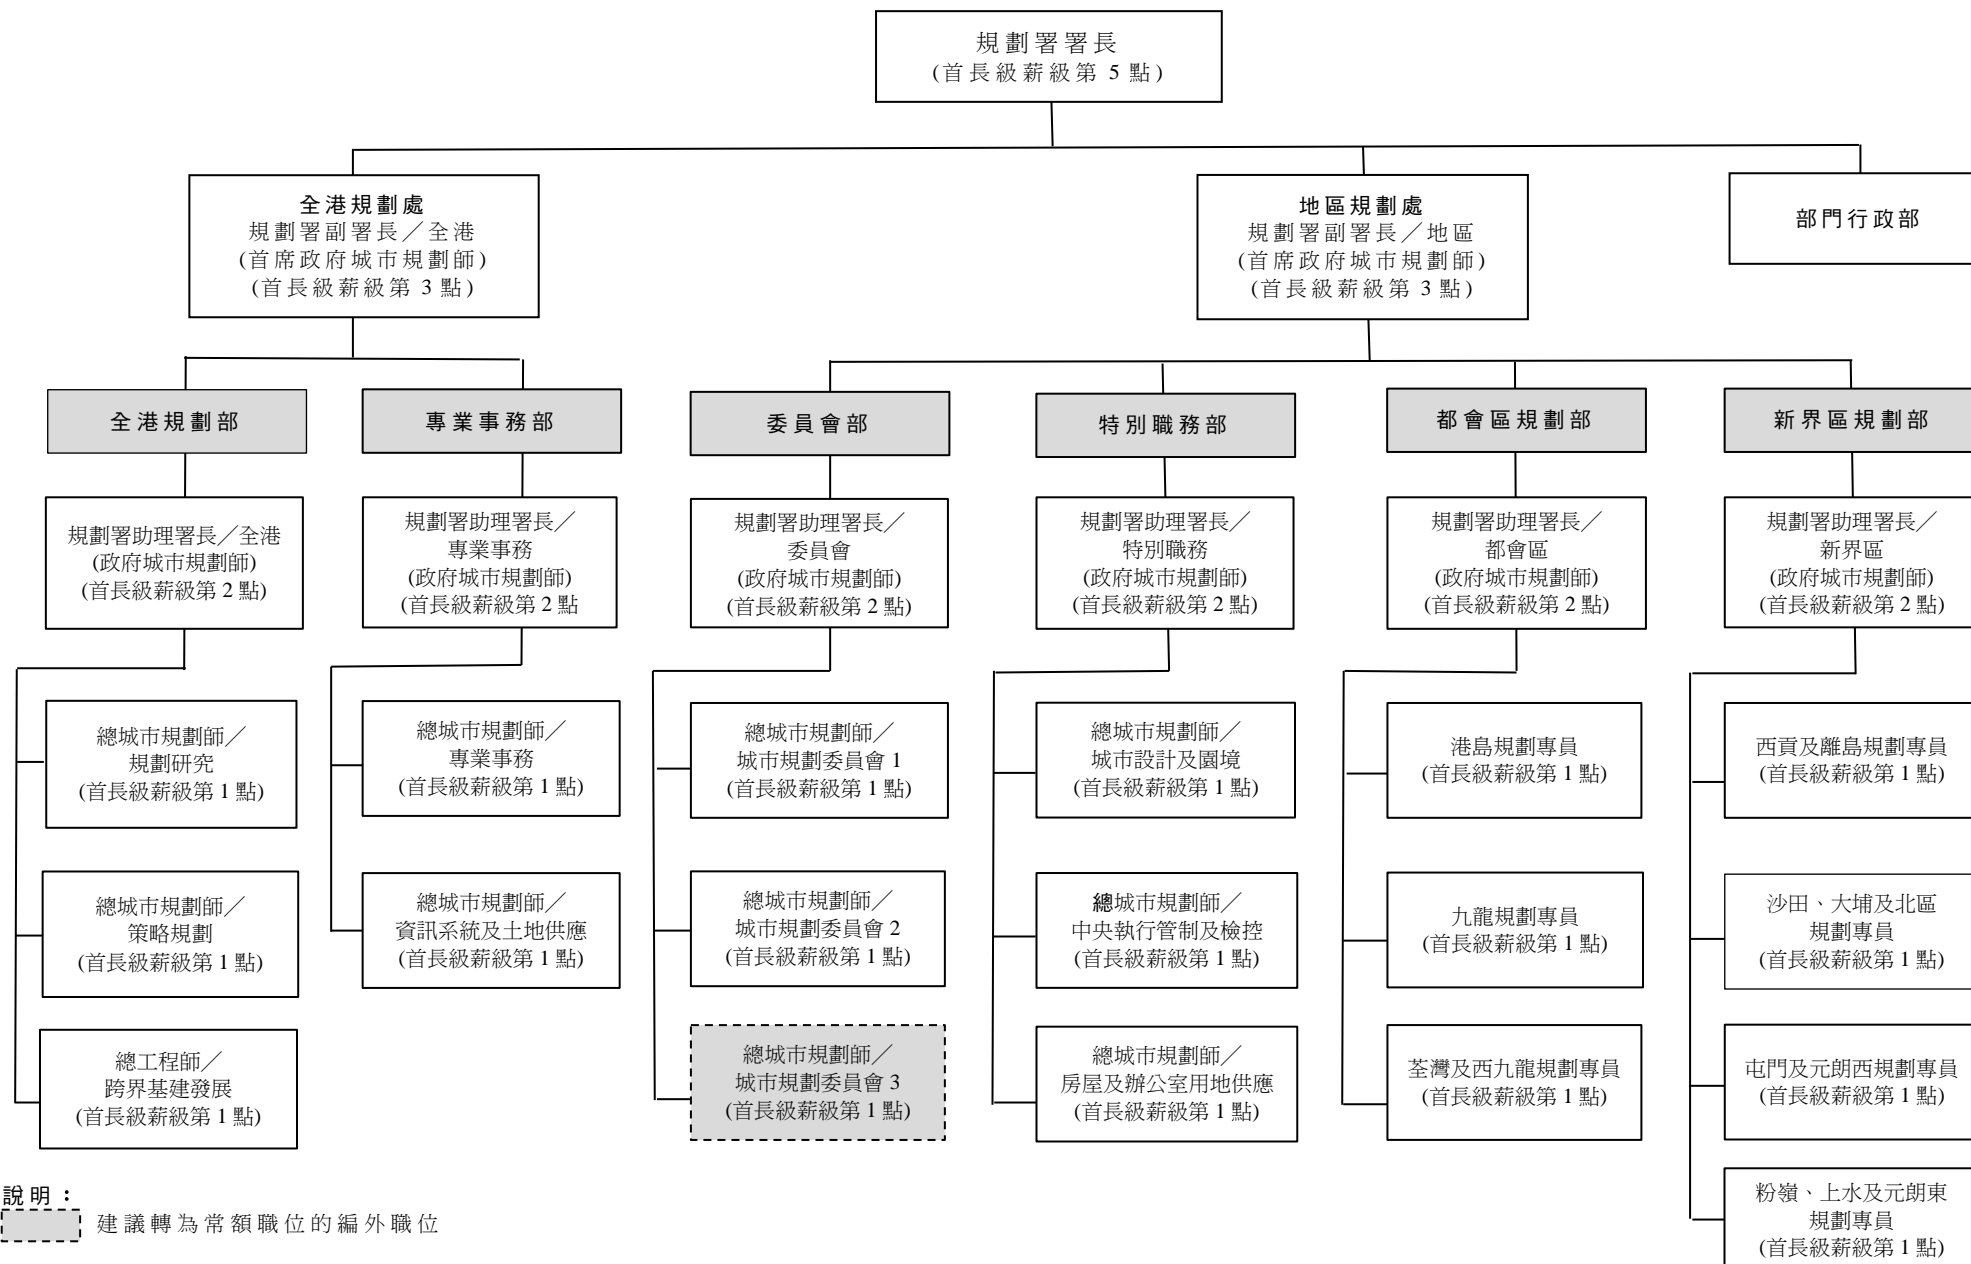 規劃署署長
(首長級薪級第 5 點)
全港規劃處
規劃署副署長／全港
(首席政府城市規劃師)
(首長級薪級第 3 點)
地區規劃處
規劃署副署長／地區
(首席政府城市規劃師)
(首長級薪級第 3 點)
部門行政部
全港規劃部
專業事務部
委員會部
特別職務部
都會區規劃部
新界區規劃部
規劃署助理署長／全港
(政府城市規劃師)
(首長級薪級第 2 點)
規劃署助理署長／
專業事務
(政府城市規劃師)
(首長級薪級第 2 點
規劃署助理署長／
委員會
(政府城市規劃師)
(首長級薪級第 2 點)
規劃署助理署長／
特別職務
(政府城市規劃師)
(首長級薪級第 2 點)
規劃署助理署長／
都會區
(政府城市規劃師)
(首長級薪級第 2 點)
規劃署助理署長／
新界區
(政府城市規劃師)
(首長級薪級第 2 點)
總城市規劃師／
規劃研究
(首長級薪級第 1 點)
總城市規劃師／
專業事務
(首長級薪級第 1 點)
總城市規劃師／
城市規劃委員會 1
(首長級薪級第 1 點)
總城市規劃師／
城市設計及園境
(首長級薪級第 1 點)
港島規劃專員
(首長級薪級第 1 點)
西貢及離島規劃專員
(首長級薪級第 1 點)
總城市規劃師／
策略規劃
(首長級薪級第 1 點)
總城市規劃師／
資訊系統及土地供應
(首長級薪級第 1 點)
總城市規劃師／
城市規劃委員會 2
(首長級薪級第 1 點)
總城市規劃師／
中央執行管制及檢控
(首長級薪級第 1 點)
九龍規劃專員
(首長級薪級第 1 點)
沙田、大埔及北區
規劃專員
(首長級薪級第 1 點)
總工程師／
跨界基建發展
(首長級薪級第 1 點)
總城市規劃師／
城市規劃委員會 3
(首長級薪級第 1 點)
總城市規劃師／
房屋及辦公室用地供應
(首長級薪級第 1 點)
荃灣及西九龍規劃專員
(首長級薪級第 1 點)
屯門及元朗西規劃專員
(首長級薪級第 1 點)
粉嶺、上水及元朗東
規劃專員
(首長級薪級第 1 點)
說明：
建議轉為常額職位的編外職位